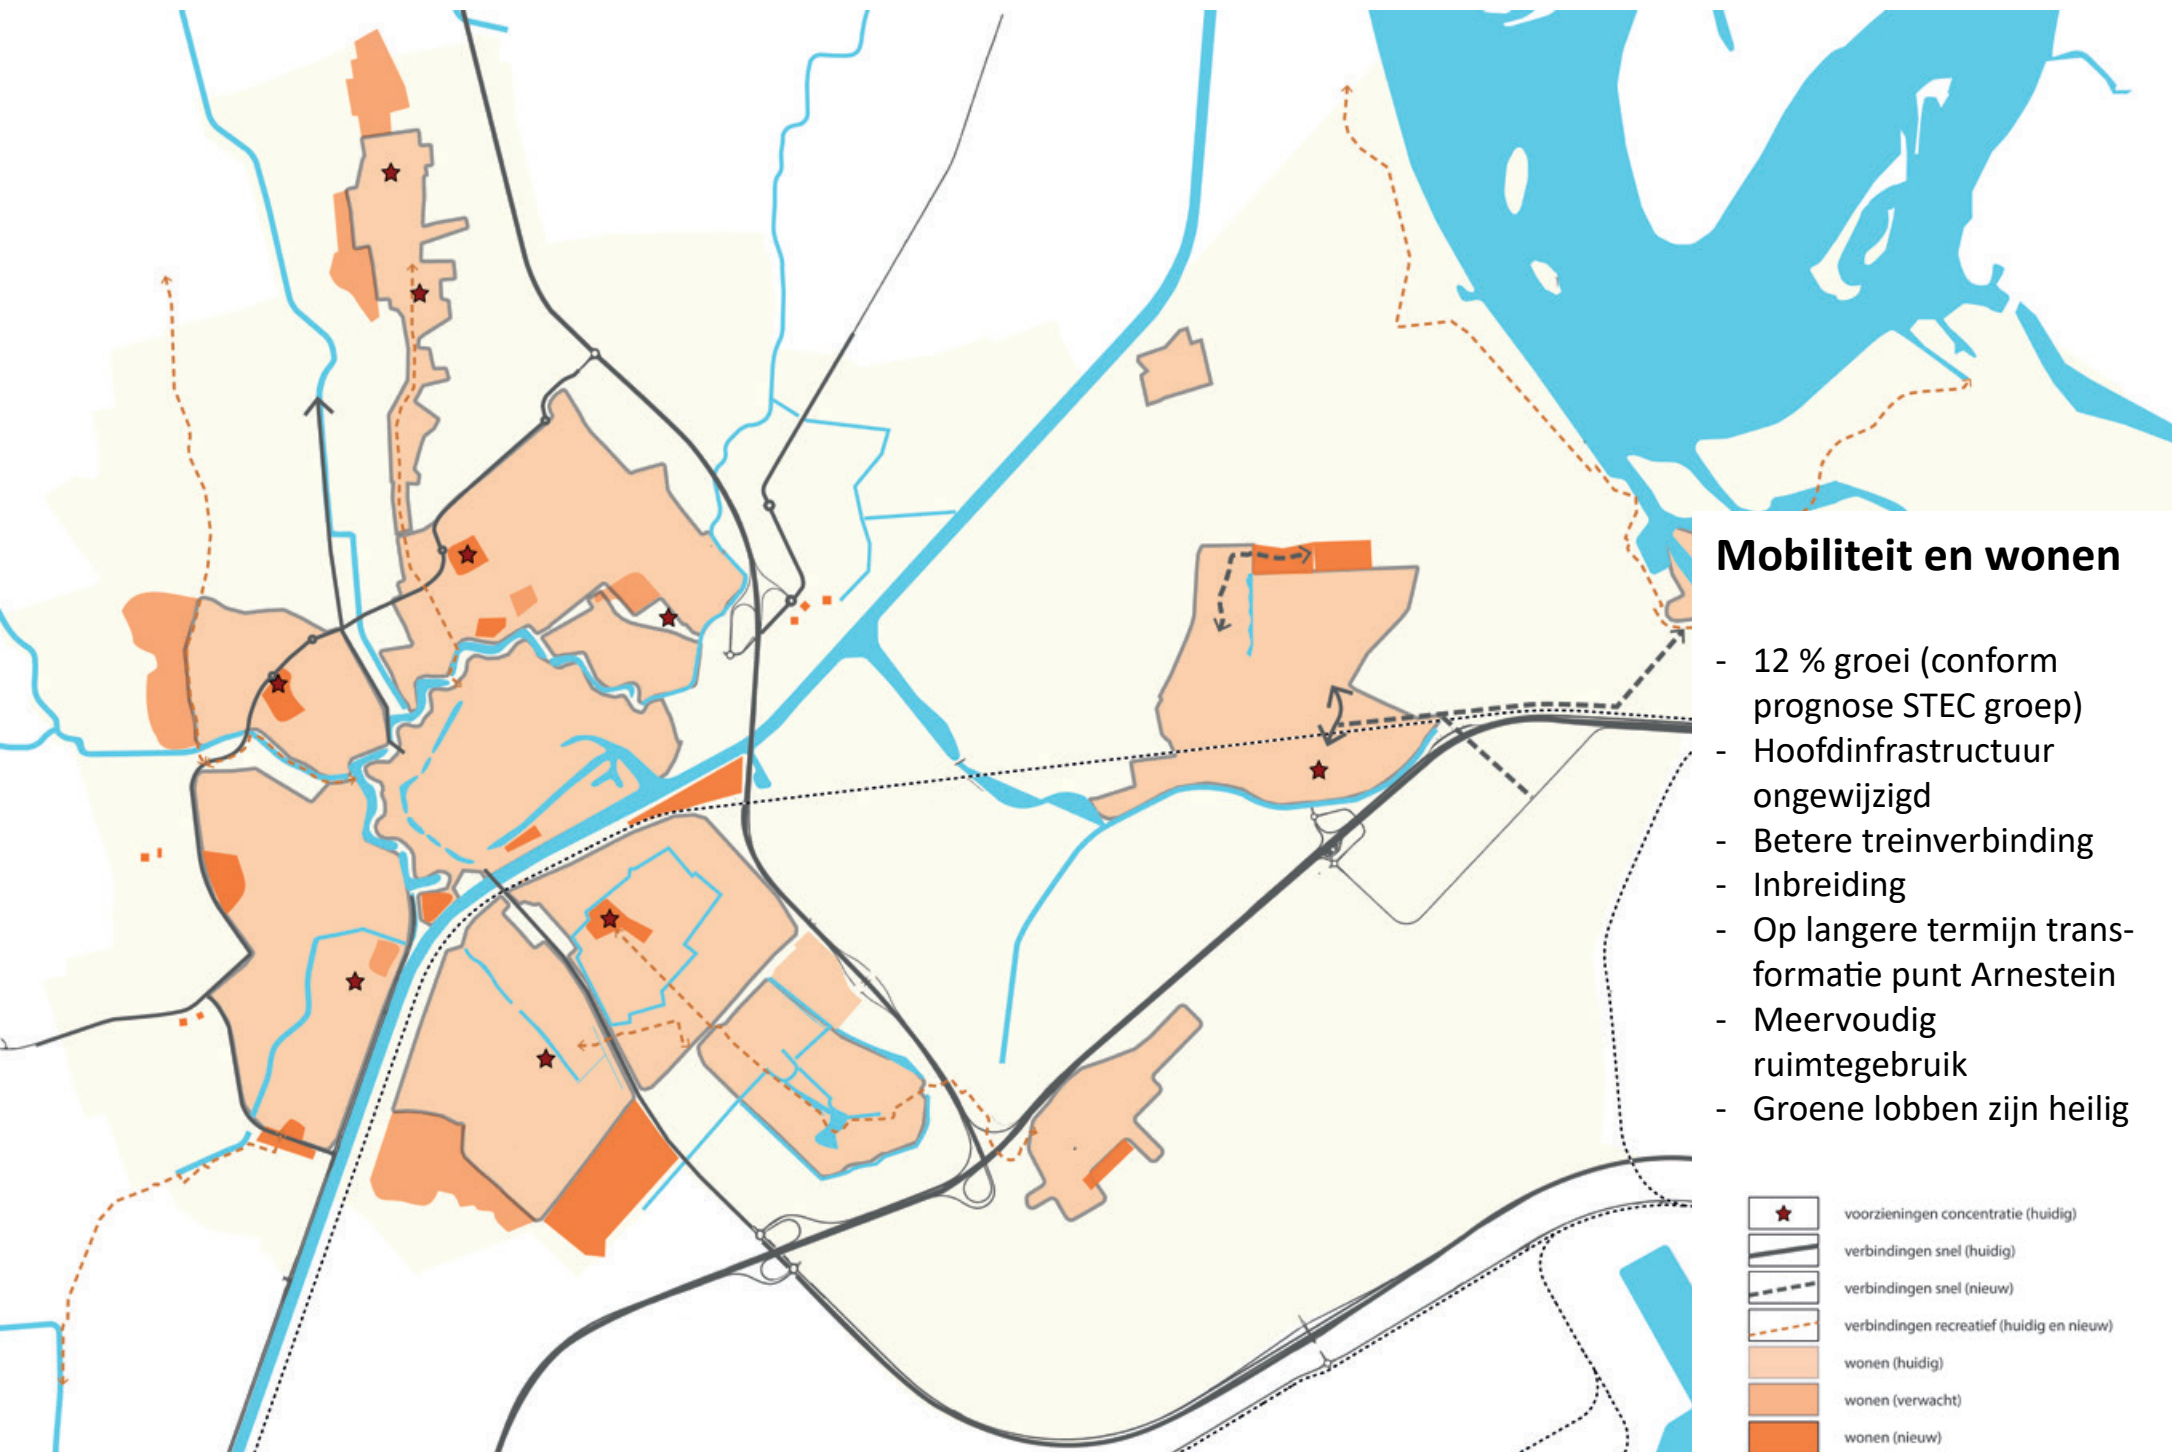 Mobiliteit en wonen
- 12 % groei (conform
prognose STEC groep)
- Hoofdinfrastructuur
ongewijzigd
- Betere treinverbinding
- Inbreiding
- Op langere termijn trans-
formatie punt Arnestein
- Meervoudig
ruimtegebruik
- Groene lobben zijn heilig
voorzieningen concentratie (huidig)
verbindingen snel (huidig)
verbindingen snel (nieuw)
verbindingen recreatief (huidig en nieuw)
wonen (huidig)
wonen (verwacht)
wonen (nieuw)